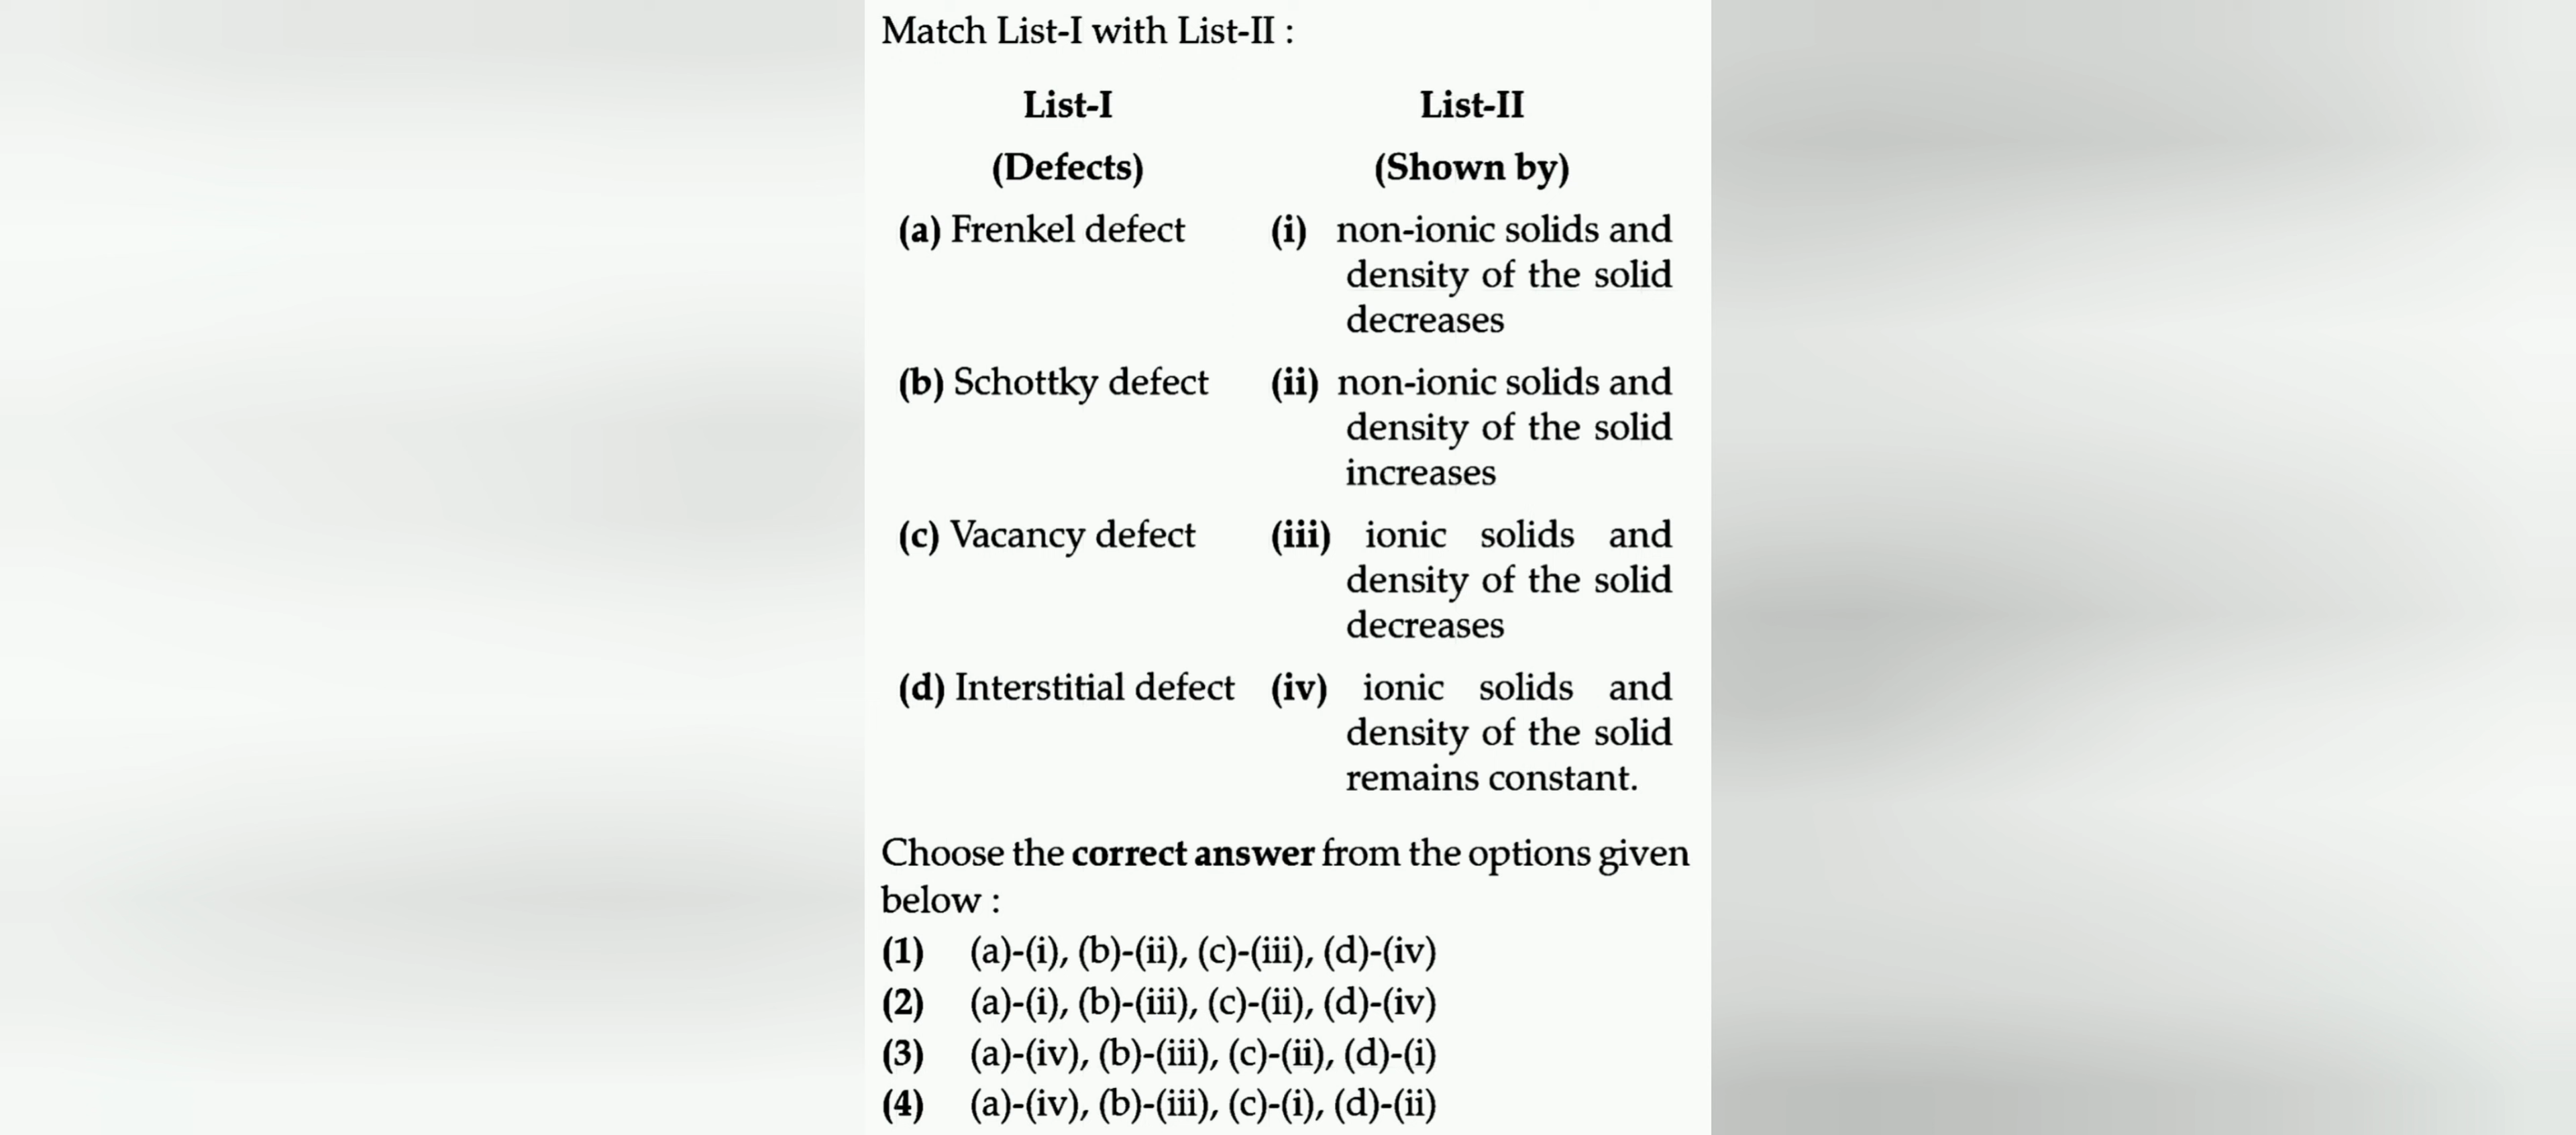 Match List-I with List-II :
List-I List-II
(Defects) (Shown by)
(a) Frenkel defect (i) non-ionic solids and
density of the solid
decreases
(b) Schottky defect (ii) non-ionic solids and
density of the solid
increases
(c) Vacancy defect (iii) ionic solids and
density of the solid
decreases
(d) Interstitial defect (iv) ionic solids and
density of the solid
remains constant.
Choose the correct answer from the options given
below :
(1) (a)-(i), (b)-(ii), (c)-(iii), (d)-(iv)
(2) (a)-(i), (b)-(iii), (c)-(ii), (d)-(iv)
(3) (a)-(iv), (b)-(iii), (c)-(ii), (d)-(i)
(4) (a)-(iv), (b)-(iii), (c)-(i), (d)-(ii)